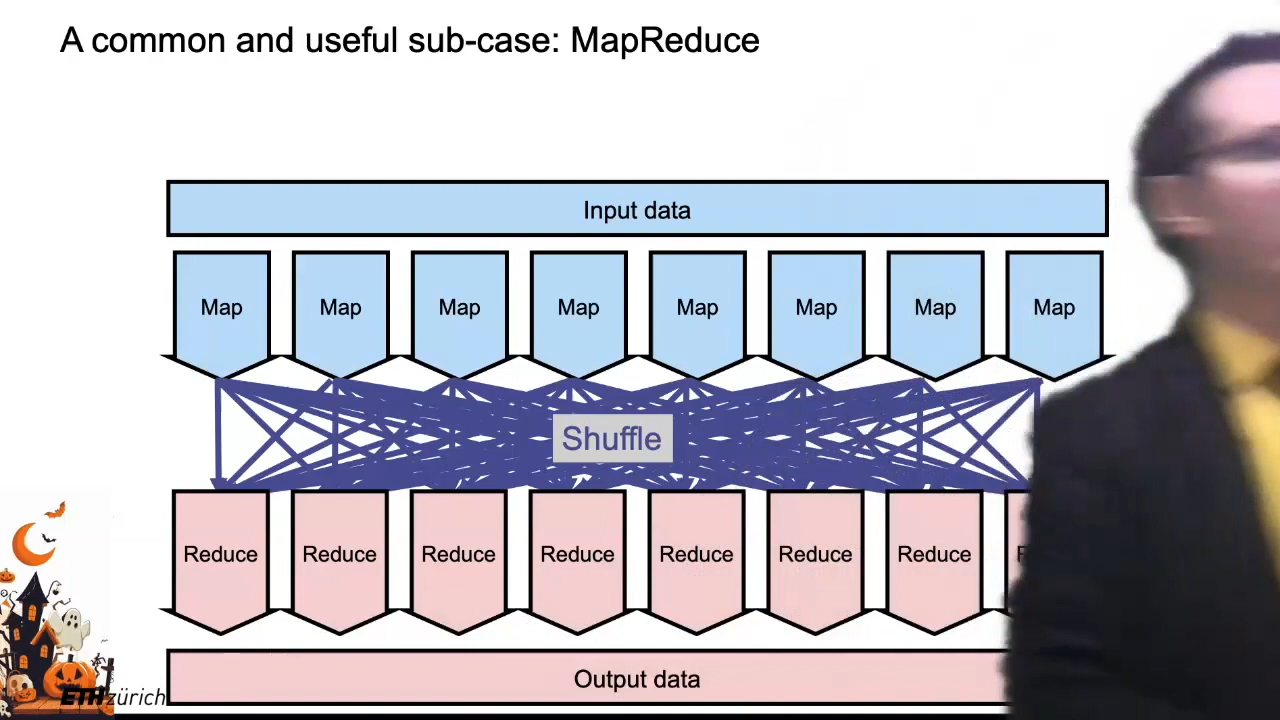 A common and useful sub-case: MapReduce
Input data
Map Map Map Map Map Map Map Map
Shuffle
Reduce Reduce Reduce Reduce Reduce Reduce Reduce
Output data
ETH zürich